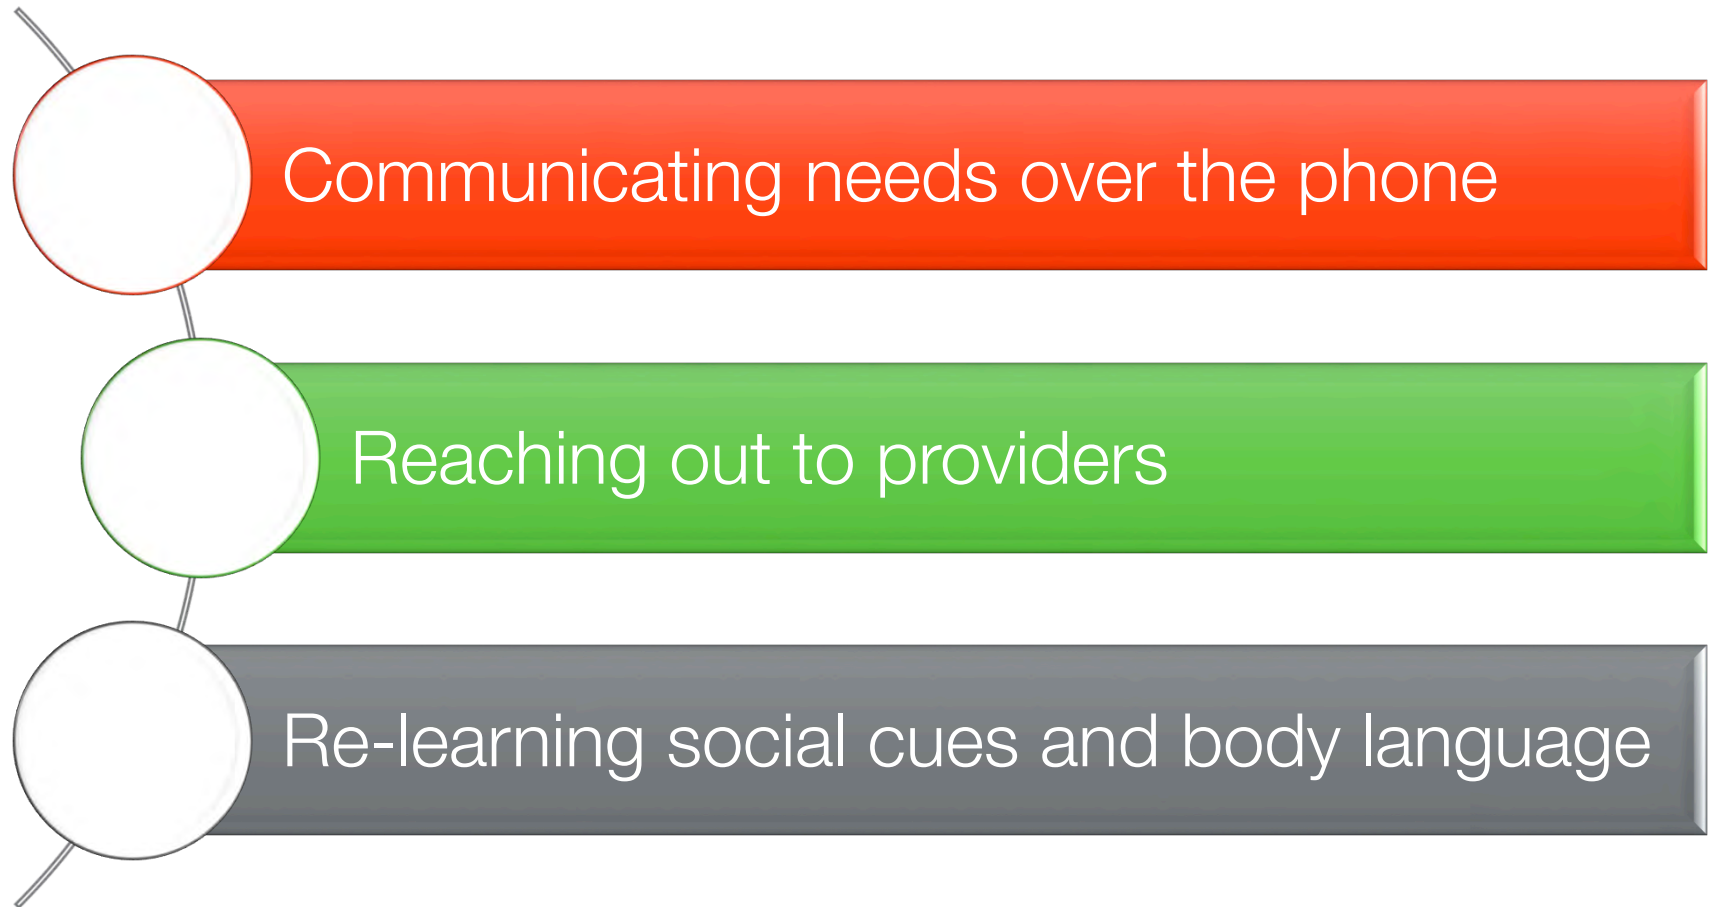 Communicating needs over the phone
Reaching out to providers
Re-learning social cues and body language